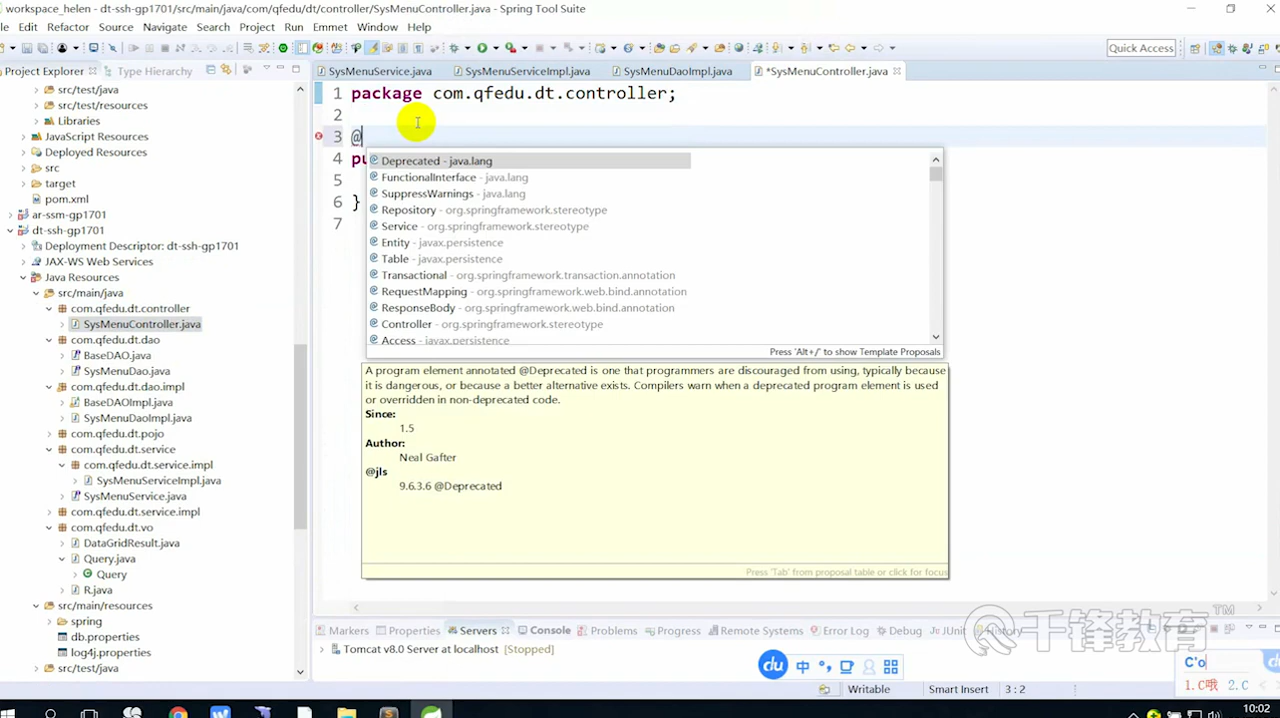 workspace_helen - dt-ssh-gp1701/src/main/java/com/qfedu/dt/controller/SysMenuController.java - Spring Tool Suite
Edit Refactor Source Navigate Search Project Run Emmet Window Help
Quick Access
Project Explorer
Type Hierarchy
SysMenuService.java
SysMenuServiceImpl.java
SysMenuDaoImpl.java
*SysMenuController.java
src/test/java
src/test/resources
Libraries
JavaScript Resources
Deployed Resources
src
target
pom.xml
ar-ssm-gp1701
dt-ssh-gp1701
Deployment Descriptor: dt-ssh-gp1701
JAX-WS Web Services
Java Resources
src/main/java
com.qfedu.dt.controller
SysMenuController.java
com.qfedu.dt.dao
BaseDAO.java
SysMenuDao.java
com.qfedu.dt.dao.impl
BaseDAOImpl.java
SysMenuDaoImpl.java
com.qfedu.dt.pojo
com.qfedu.dt.service
com.qfedu.dt.service.impl
SysMenuServiceImpl.java
SysMenuService.java
com.qfedu.dt.service.impl
com.qfedu.dt.vo
DataGridResult.java
Query.java
Query
R.java
src/main/resources
spring
db.properties
log4j.properties
src/test/java
1 package com.qfedu.dt.controller;
2
3 @
4 pu
5
6 }
7
Deprecated - java.lang
FunctionalInterface - java.lang
SuppressWarnings - java.lang
Repository - org.springframework.stereotype
Service - org.springframework.stereotype
Entity - javax.persistence
Table - javax.persistence
Transactional - org.springframework.transaction.annotation
RequestMapping - org.springframework.web.bind.annotation
ResponseBody - org.springframework.web.bind.annotation
Controller - org.springframework.stereotype
Access - javax.persistence
Press 'Alt+/' to show Template Proposals
A program element annotated @Deprecated is one that programmers are discouraged from using, typically because
it is dangerous, or because a better alternative exists. Compilers warn when a deprecated program element is used
or overridden in non-deprecated code.
Since:
1.5
Author:
Neal Gafter
@jls
9.6.3.6 @Deprecated
Press 'Tab' from proposal table or click for focus
Markers Properties Servers Console Problems Progress Remote Systems Error Log Debug JUnit History
Tomcat v8.0 Server at localhost [Stopped]
千锋教育™
du 中
C'o
1.C哦 2.C
Writable Smart Insert 3 : 2
10:02